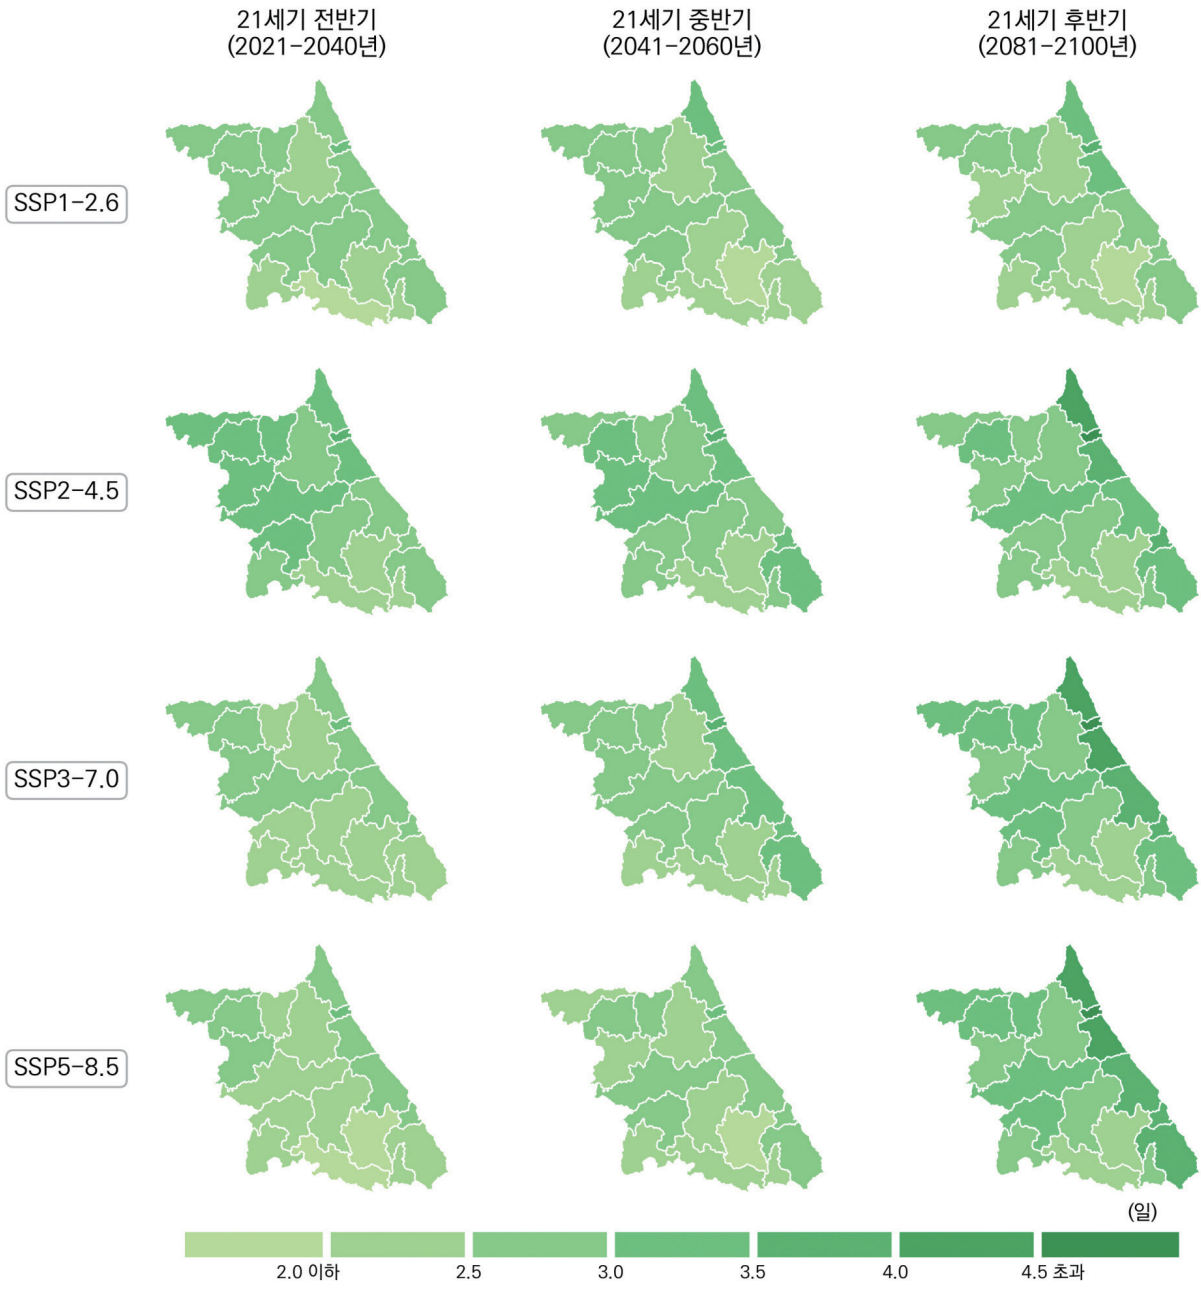 21세기 전반기
(2021-2040년)
21세기 중반기
(2041-2060년)
21세기 후반기
(2081-2100년)
SSP1-2.6
SSP2-4.5
SSP3-7.0
SSP5-8.5
(일)
2.0 이하
2.5
3.0
3.5
4.0
4.5 초과